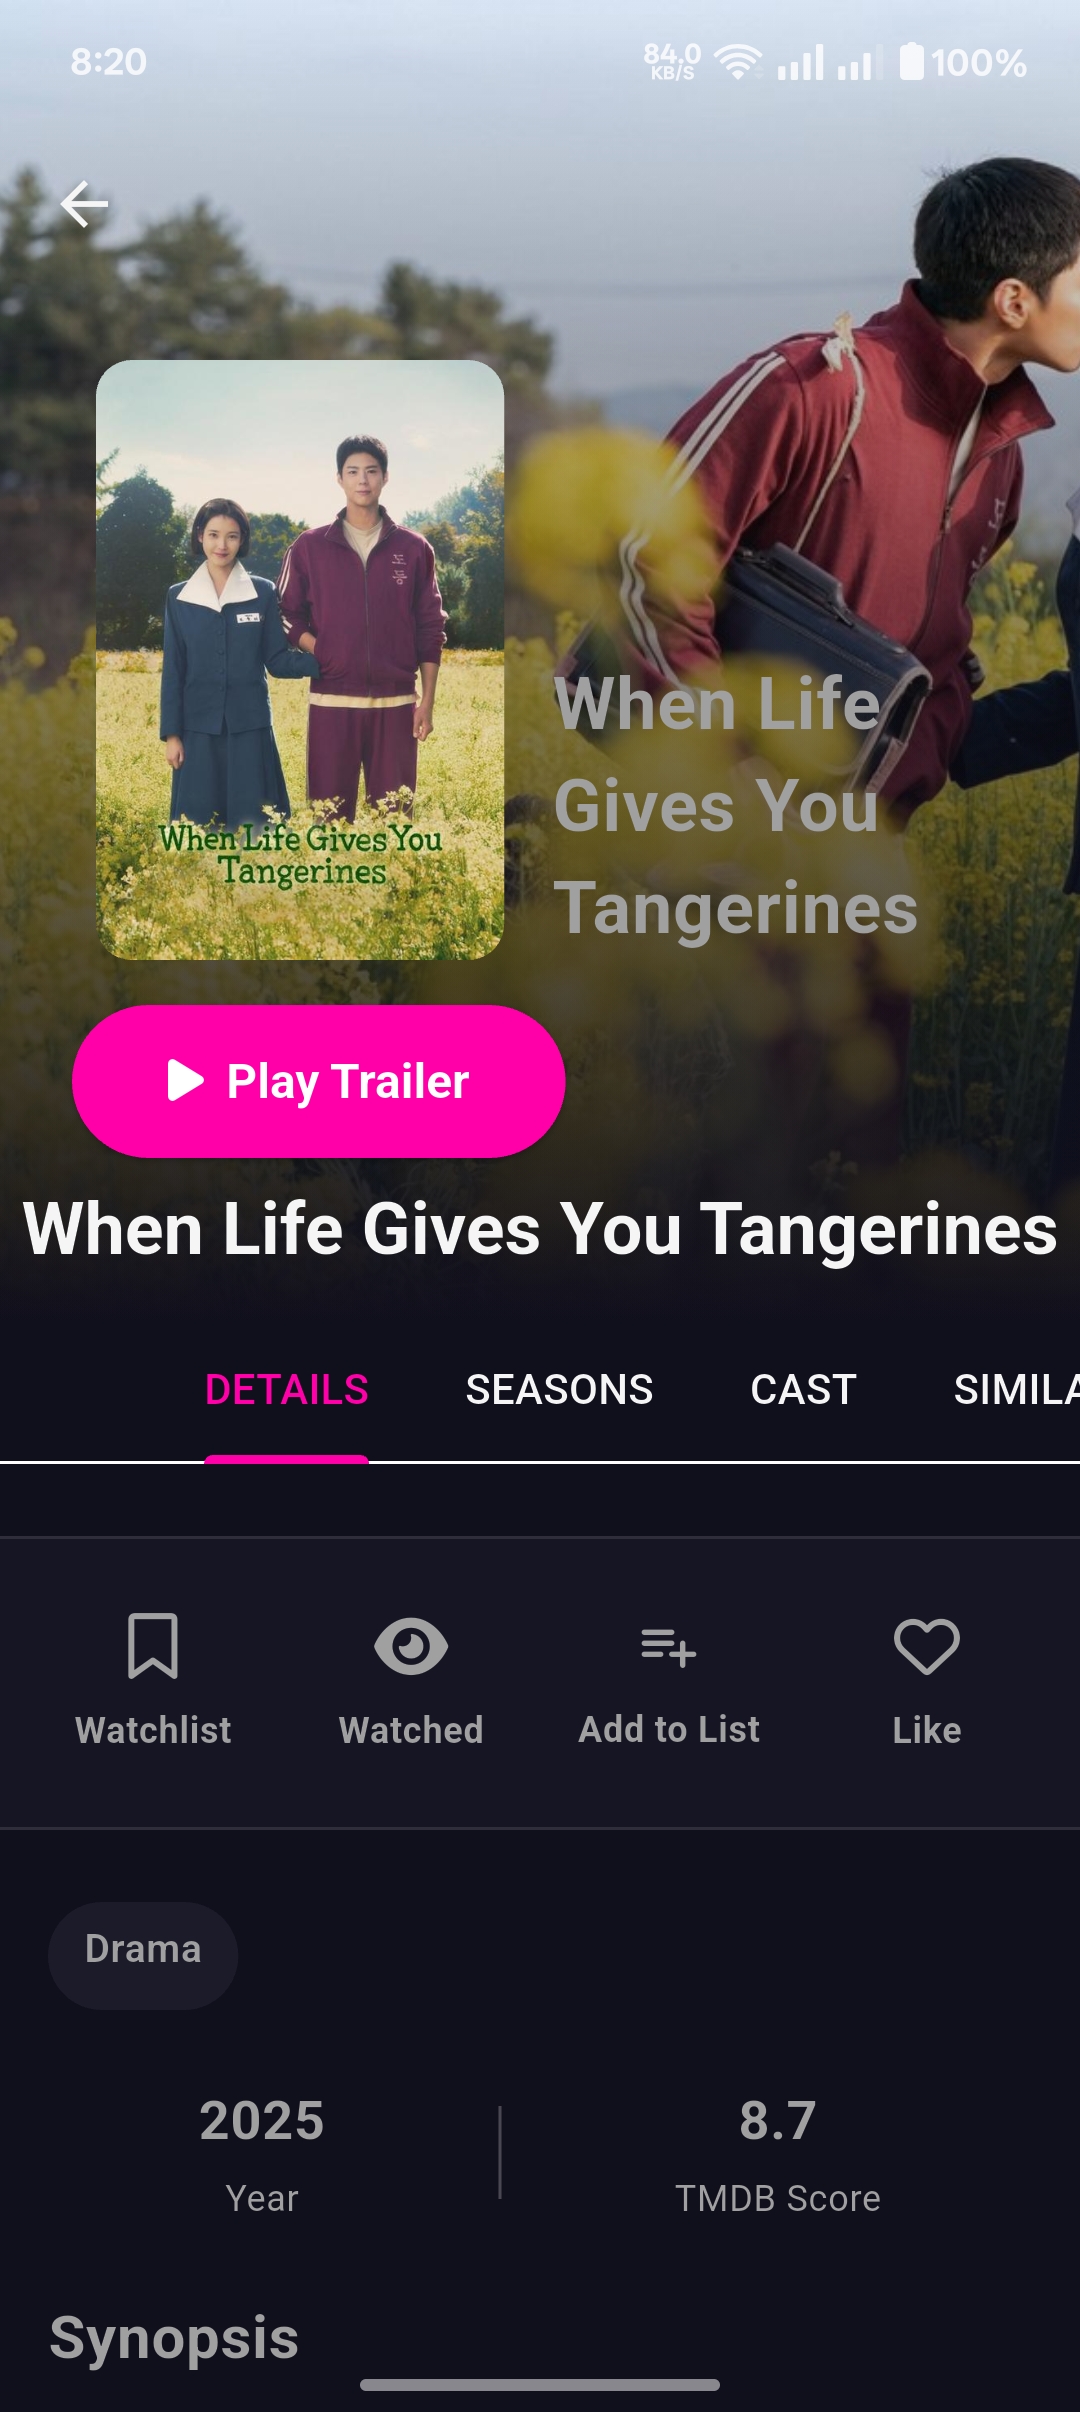 8:20
84.0
KB/S
100%
When Life Gives You
Tangerines
When Life
Gives You
Tangerines
Play Trailer
When Life Gives You Tangerines
DETAILS SEASONS CAST SIMILA
Watchlist Watched Add to List Like
Drama
2025 8.7
Year TMDB Score
Synopsis